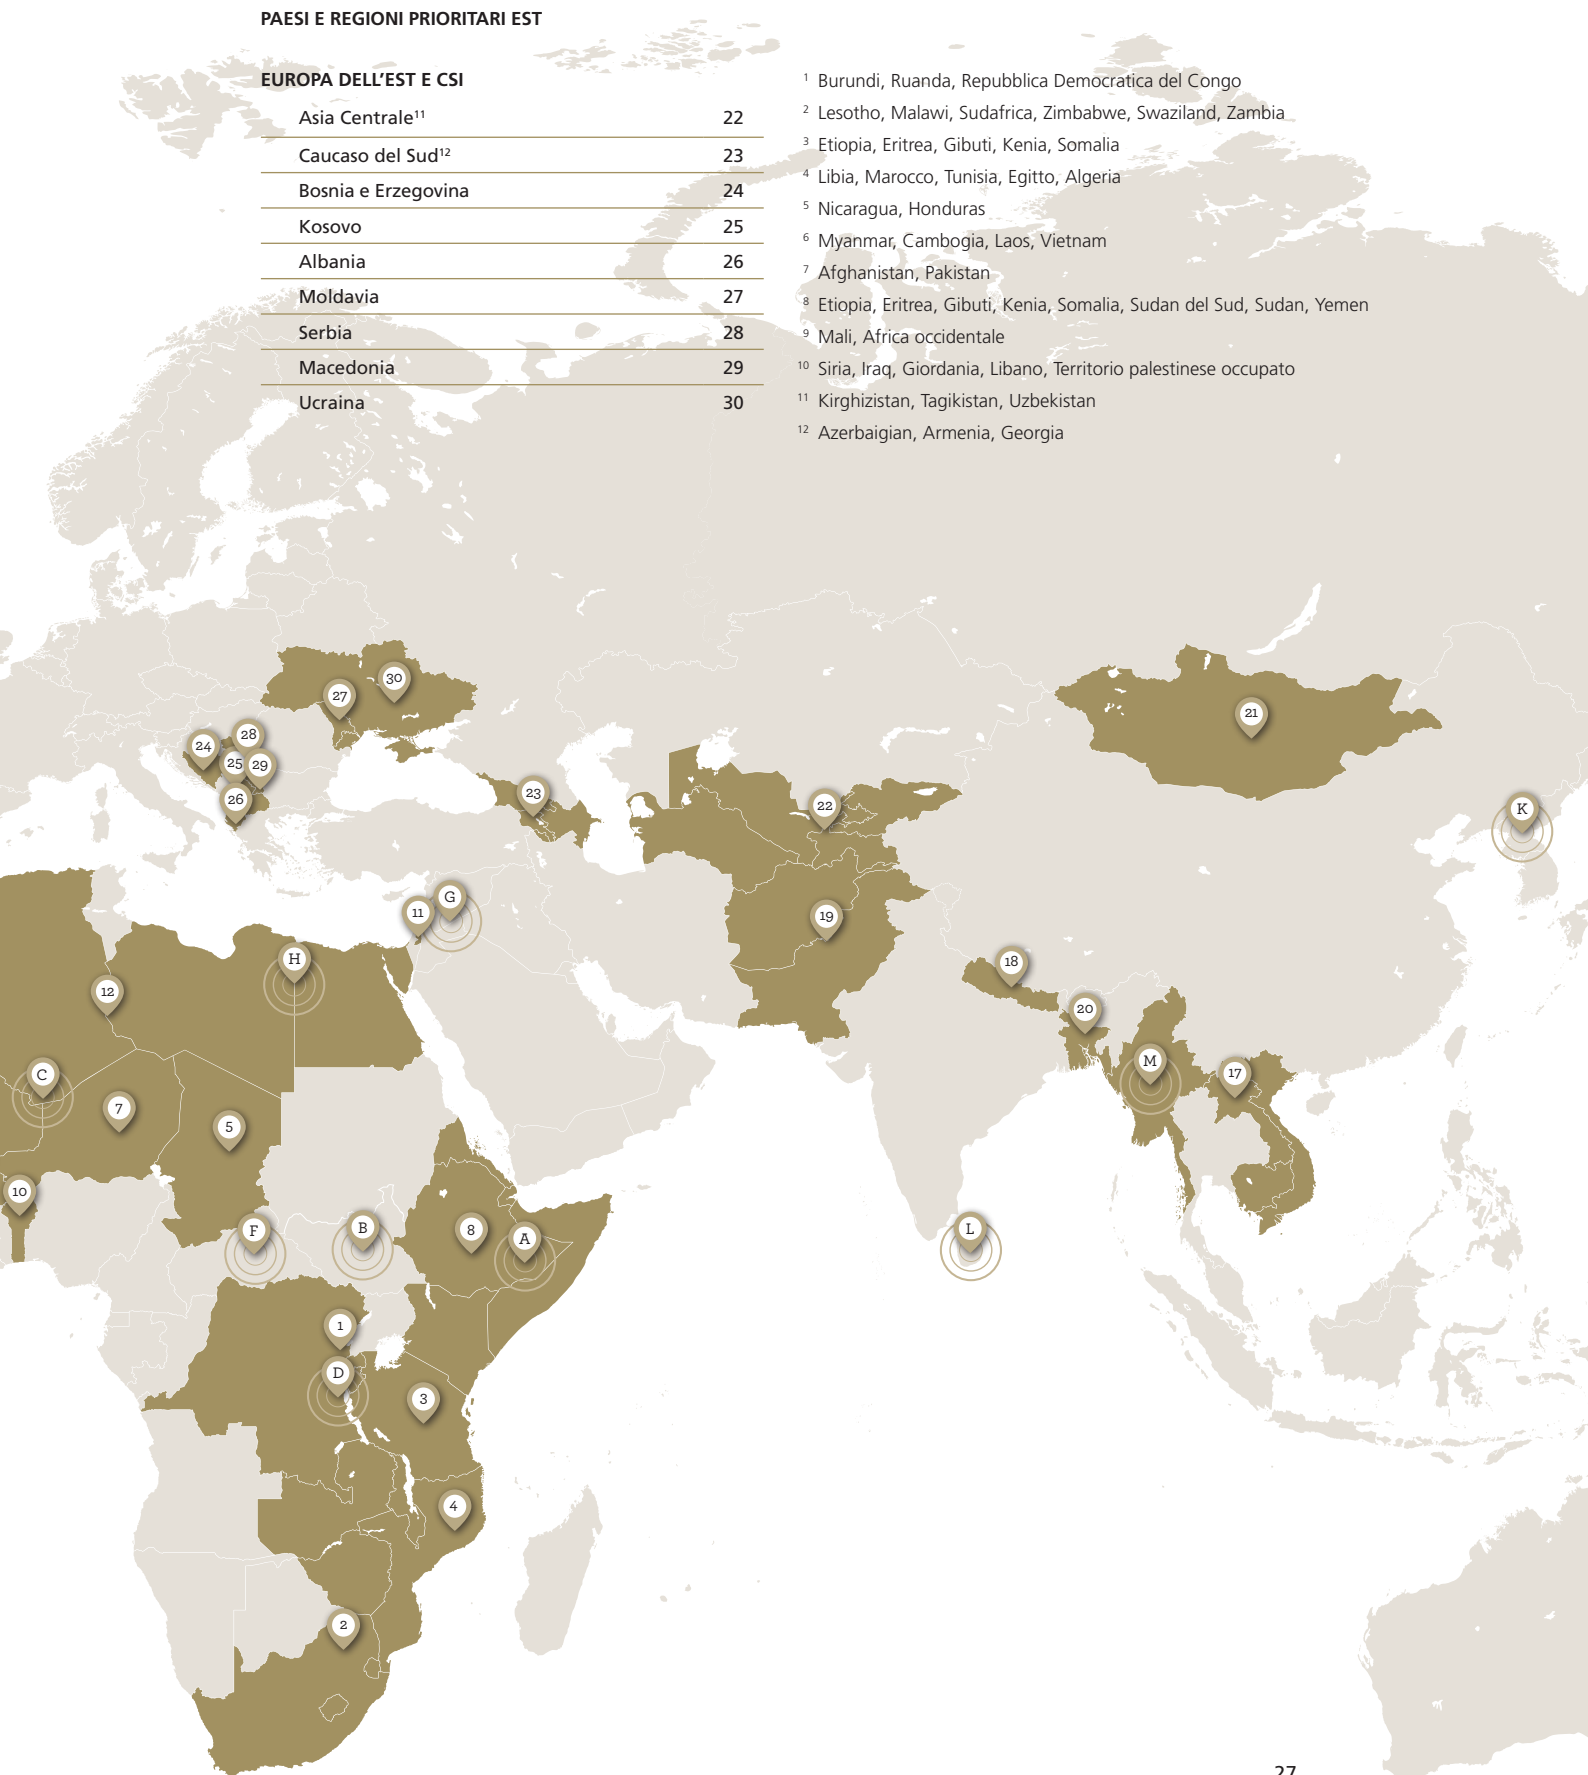 PAESI E REGIONI PRIORITARI EST
EUROPA DELL'EST E CSI
Asia Centrale¹¹ 22
Caucaso del Sud¹² 23
Bosnia e Erzegovina 24
Kosovo 25
Albania 26
Moldavia 27
Serbia 28
Macedonia 29
Ucraina 30
¹ Burundi, Ruanda, Repubblica Democratica del Congo
² Lesotho, Malawi, Sudafrica, Zimbabwe, Swaziland, Zambia
³ Etiopia, Eritrea, Gibuti, Kenia, Somalia
⁴ Libia, Marocco, Tunisia, Egitto, Algeria
⁵ Nicaragua, Honduras
⁶ Myanmar, Cambogia, Laos, Vietnam
⁷ Afghanistan, Pakistan
⁸ Etiopia, Eritrea, Gibuti, Kenia, Somalia, Sudan del Sud, Sudan, Yemen
⁹ Mali, Africa occidentale
¹⁰ Siria, Iraq, Giordania, Libano, Territorio palestinese occupato
¹¹ Kirghizistan, Tagikistan, Uzbekistan
¹² Azerbaigian, Armenia, Georgia
30
27
21
28
24
25
29
26
23
22
K
G
11
19
H
18
12
20
M
C
17
7
5
10
F
B
8
A
L
1
D
3
4
2
27